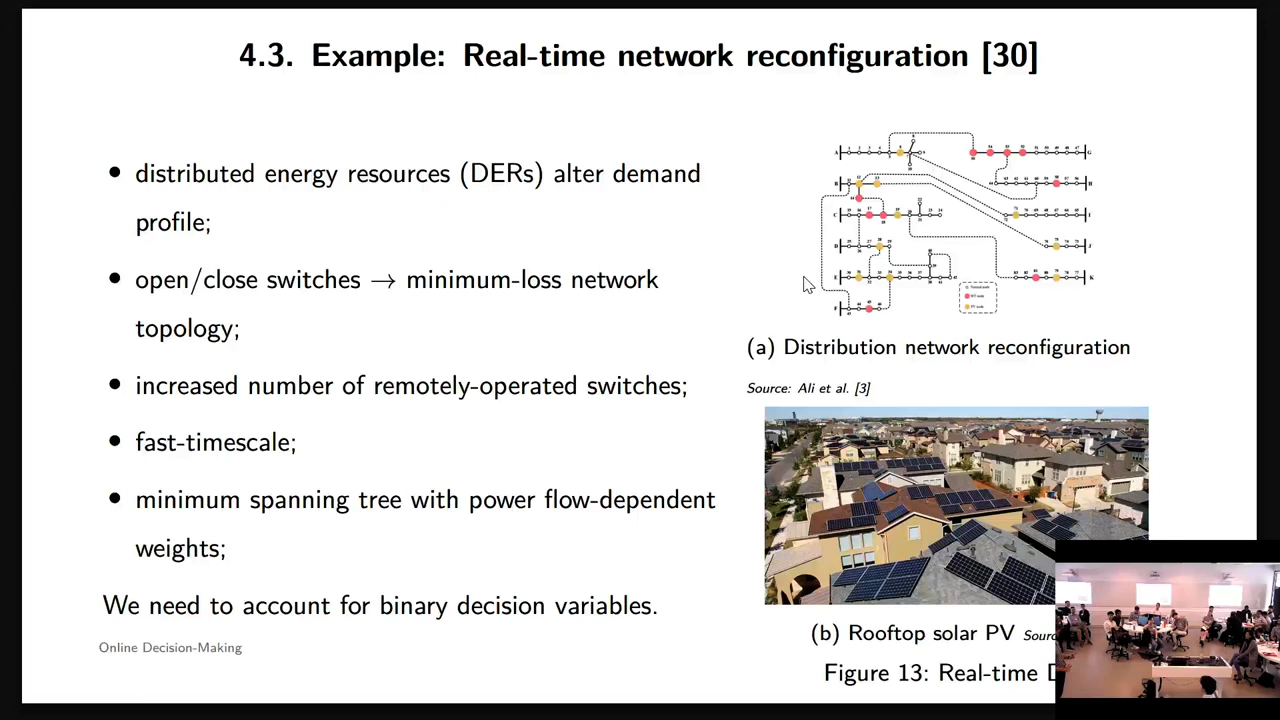 4.3. Example: Real-time network reconfiguration [30]
• distributed energy resources (DERs) alter demand
profile;
• open/close switches → minimum-loss network
topology;
• increased number of remotely-operated switches;
• fast-timescale;
• minimum spanning tree with power flow-dependent
weights;
We need to account for binary decision variables.
Online Decision-Making
A
G
B
H
C
I
D
J
E
K
F
(a) Distribution network reconfiguration
Source: Ali et al. [3]
(b) Rooftop solar PV
Figure 13: Real-time